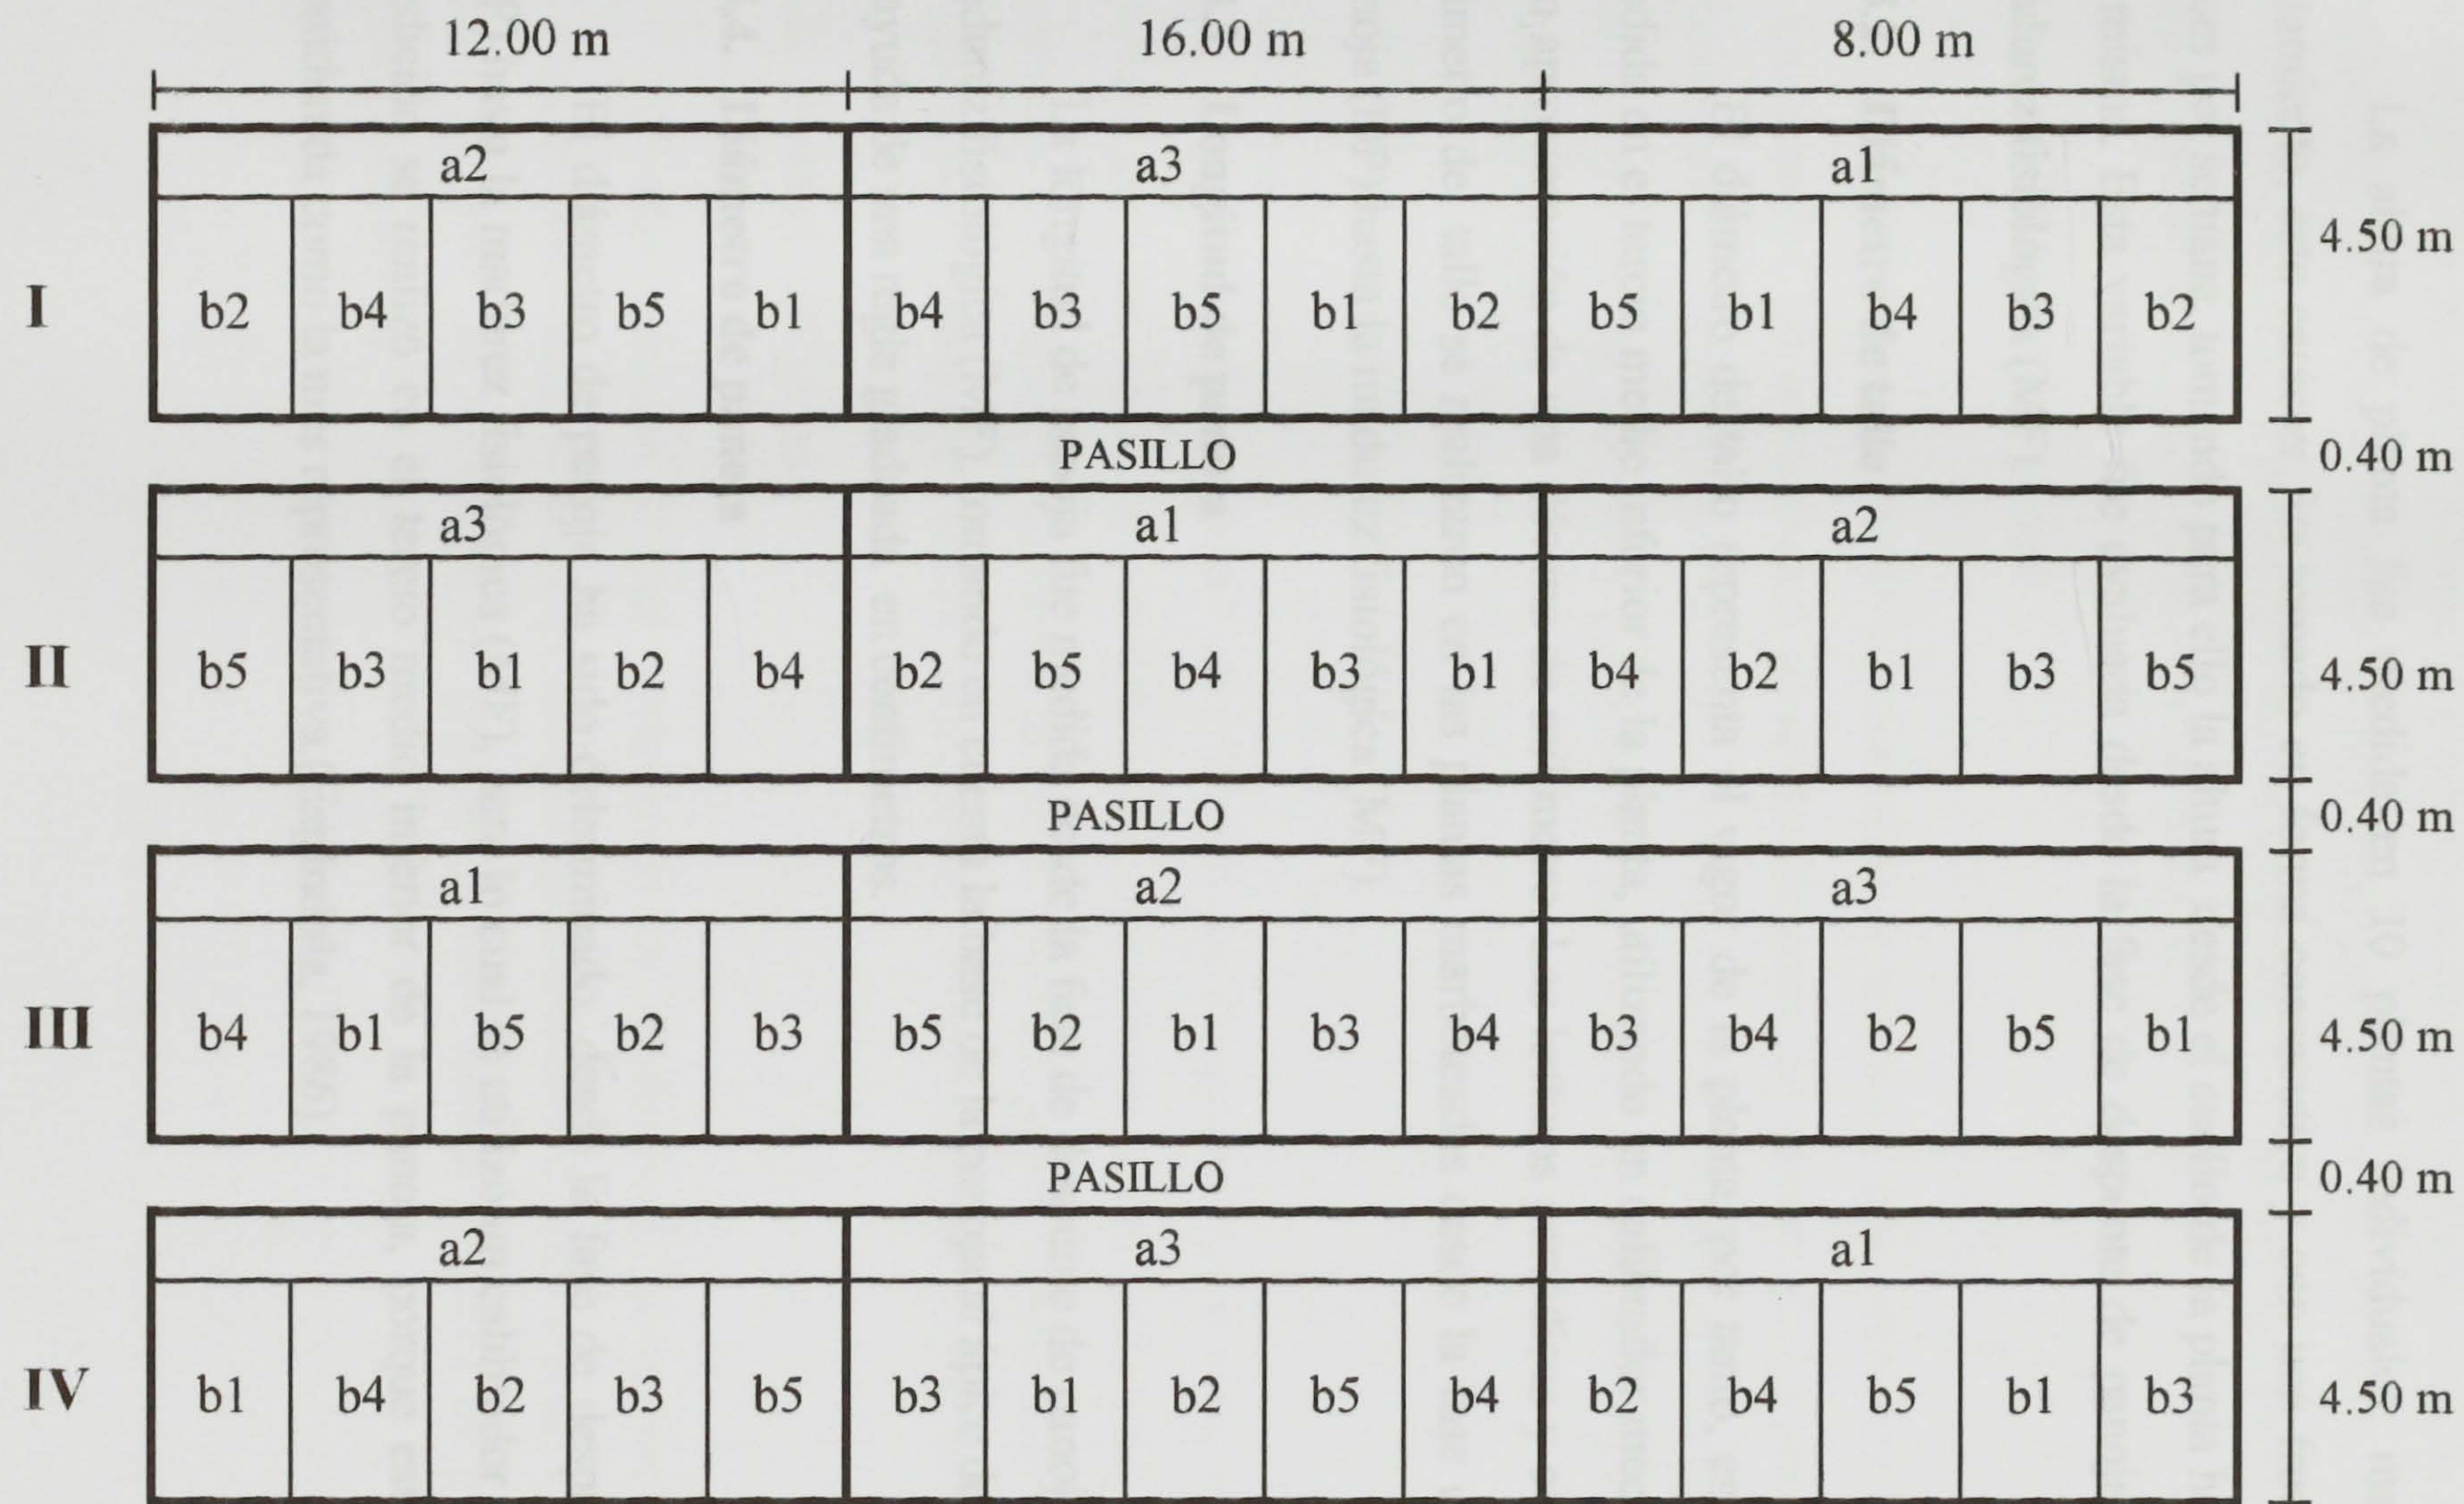 12.00 m 16.00 m 8.00 m
a2 a3 a1
4.50 m
I b2 b4 b3 b5 b1 b4 b3 b5 b1 b2 b5 b1 b4 b3 b2
PASILLO 0.40 m
a3 a1 a2
II b5 b3 b1 b2 b4 b2 b5 b4 b3 b1 b4 b2 b1 b3 b5 4.50 m
PASILLO 0.40 m
a1 a2 a3
III b4 b1 b5 b2 b3 b5 b2 b1 b3 b4 b3 b4 b2 b5 b1 4.50 m
PASILLO 0.40 m
a2 a3 a1
IV b1 b4 b2 b3 b5 b3 b1 b2 b5 b4 b2 b4 b5 b1 b3 4.50 m